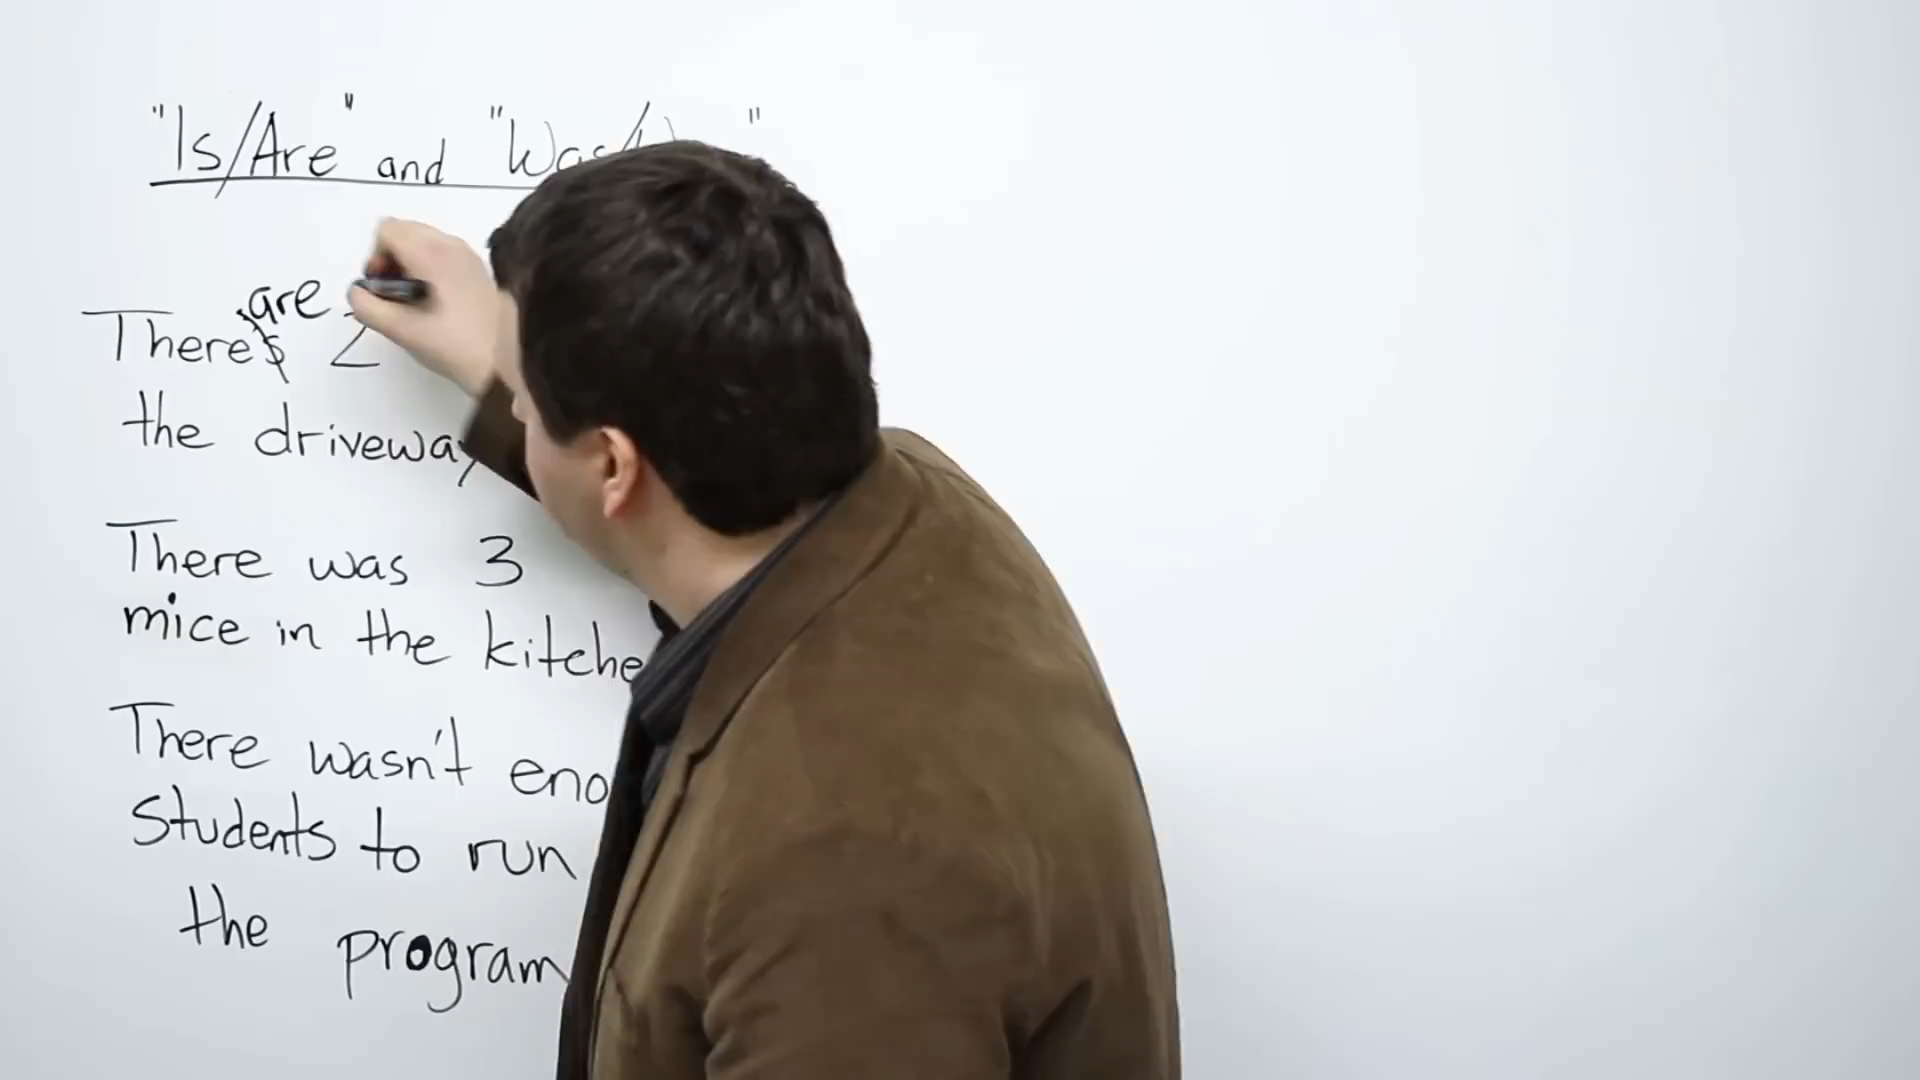 "Is/Are" and "Was/
are
There's 2
the driveway
There was 3
mice in the kitche
There wasn't eno
students to run
the program